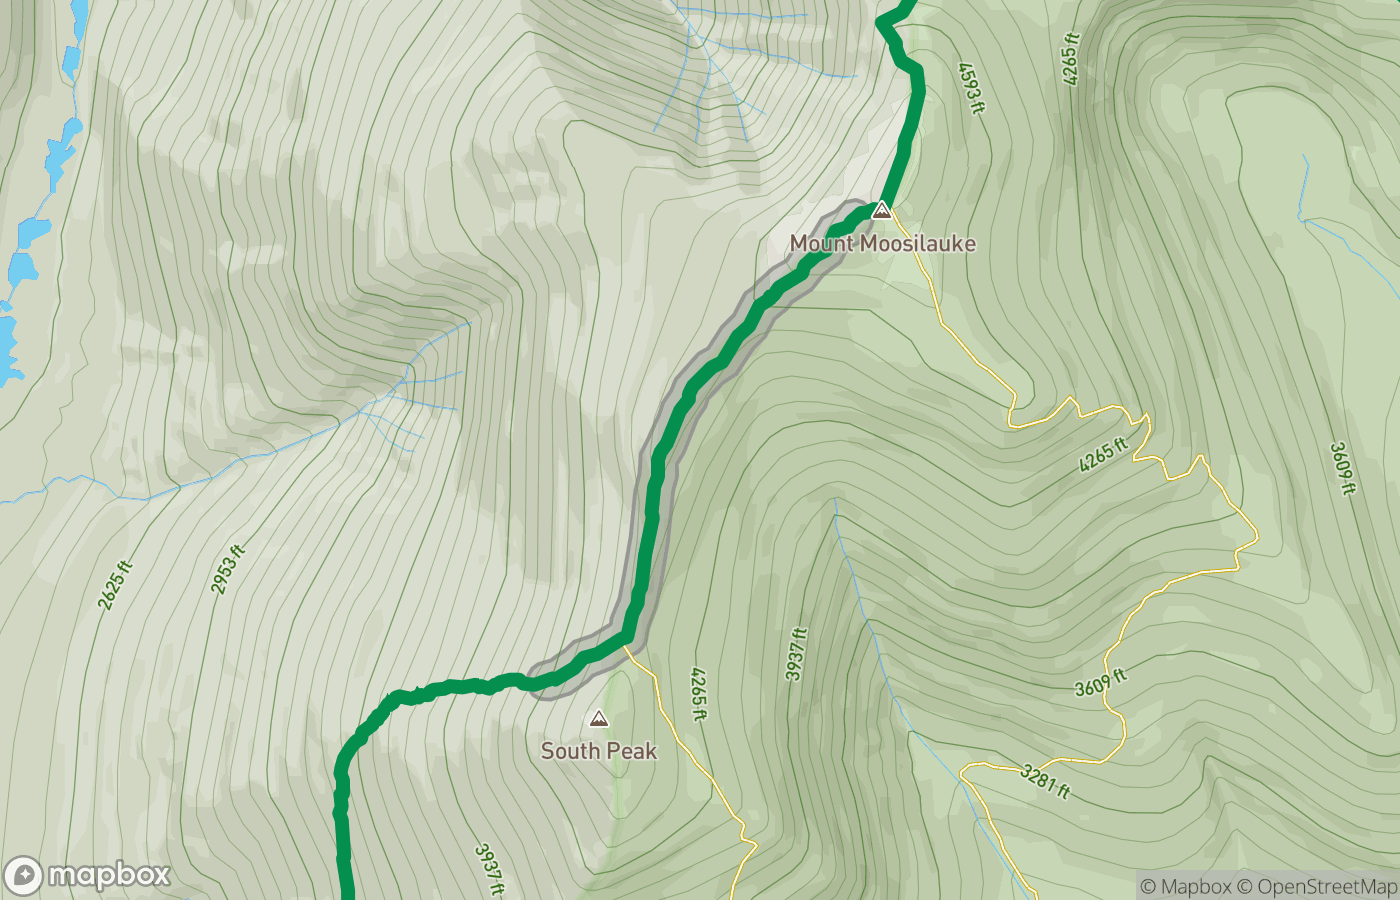 4265 ft
4593 ft
Mount Moosilauke
4265 ft
3609 ft
2953 ft
2625 ft
3937 ft
4265 ft
3609 ft
South Peak
3281 ft
3937 ft
mapbox
© Mapbox © OpenStreetMap